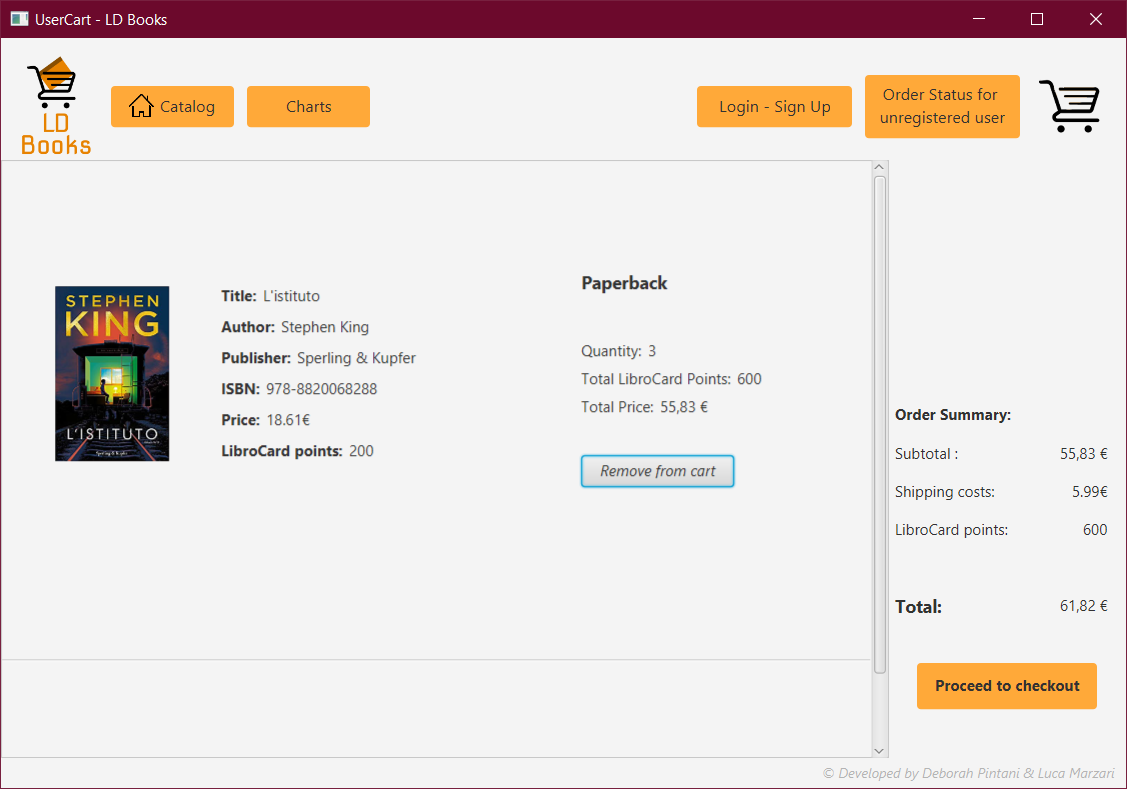 UserCart - LD Books
LD
Books
Catalog
Charts
Login - Sign Up
Order Status for
unregistered user
STEPHEN
KING
L'ISTITUTO
Sperling & Kupfer
Title: L'istituto
Author: Stephen King
Publisher: Sperling & Kupfer
ISBN: 978-8820068288
Price: 18.61€
LibroCard points: 200
Paperback
Quantity: 3
Total LibroCard Points: 600
Total Price: 55,83 €
Remove from cart
Order Summary:
Subtotal : 55,83 €
Shipping costs: 5.99€
LibroCard points: 600
Total: 61,82 €
Proceed to checkout
© Developed by Deborah Pintani & Luca Marzari